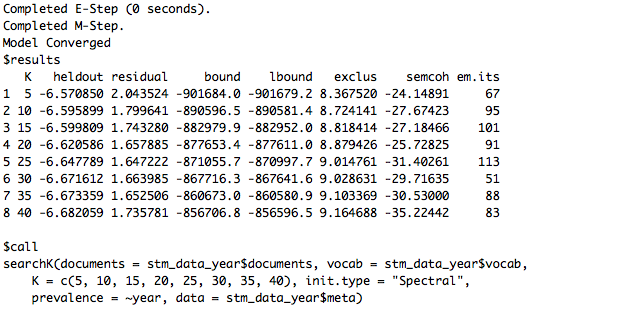 Completed E-Step (0 seconds).
Completed M-Step.
Model Converged
$results
   K   heldout residual     bound    lbound   exclus    semcoh em.its
1  5 -6.570850 2.043524 -901684.0 -901679.2 8.367520 -24.14891     67
2 10 -6.595899 1.799641 -890596.5 -890581.4 8.724141 -27.67423     95
3 15 -6.599809 1.743280 -882979.9 -882952.0 8.818414 -27.18466    101
4 20 -6.620586 1.657885 -877653.4 -877611.0 8.879426 -25.72825     91
5 25 -6.647789 1.647222 -871055.7 -870997.7 9.014761 -31.40261    113
6 30 -6.671612 1.663985 -867716.3 -867641.6 9.028631 -29.71635     51
7 35 -6.673359 1.652506 -860673.0 -860580.9 9.103369 -30.53000     88
8 40 -6.682059 1.735781 -856706.8 -856596.5 9.164688 -35.22442     83
$call
searchK(documents = stm_data_year$documents, vocab = stm_data_year$vocab,
    K = c(5, 10, 15, 20, 25, 30, 35, 40), init.type = "Spectral",
    prevalence = ~year, data = stm_data_year$meta)